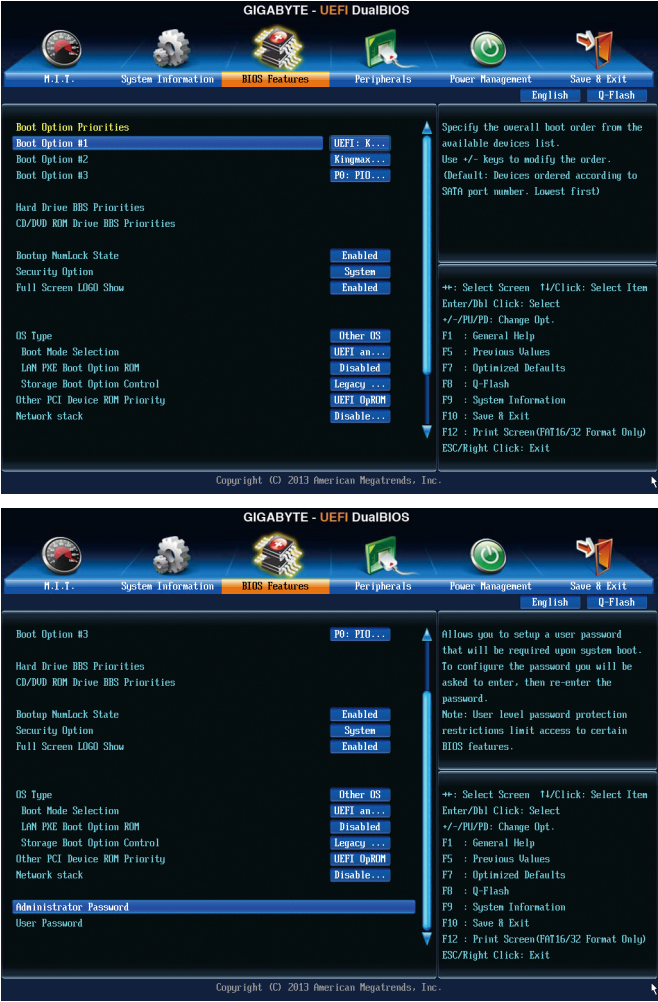 GIGABYTE - UEFI DualBIOS
M.I.T. System Information BIOS Features Peripherals Power Management Save & Exit
English Q-Flash
Boot Option Priorities
Boot Option #1 UEFI: K...
Boot Option #2 Kingmax...
Boot Option #3 P0: PIO...
Hard Drive BBS Priorities
CD/DVD ROM Drive BBS Priorities
Bootup NumLock State Enabled
Security Option System
Full Screen LOGO Show Enabled
OS Type Other OS
Boot Mode Selection UEFI an...
LAN PXE Boot Option ROM Disabled
Storage Boot Option Control Legacy ...
Other PCI Device ROM Priority UEFI OpROM
Network stack Disable...
Specify the overall boot order from the
available devices list.
Use +/- keys to modify the order.
(Default: Devices ordered according to
SATA port number. Lowest first)
→←: Select Screen ↑↓/Click: Select Item
Enter/Dbl Click: Select
+/-/PU/PD: Change Opt.
F1 : General Help
F5 : Previous Values
F7 : Optimized Defaults
F8 : Q-Flash
F9 : System Information
F10 : Save & Exit
F12 : Print Screen(FAT16/32 Format Only)
ESC/Right Click: Exit
Copyright (C) 2013 American Megatrends, Inc.
GIGABYTE - UEFI DualBIOS
M.I.T. System Information BIOS Features Peripherals Power Management Save & Exit
English Q-Flash
Boot Option #3 P0: PIO...
Hard Drive BBS Priorities
CD/DVD ROM Drive BBS Priorities
Bootup NumLock State Enabled
Security Option System
Full Screen LOGO Show Enabled
OS Type Other OS
Boot Mode Selection UEFI an...
LAN PXE Boot Option ROM Disabled
Storage Boot Option Control Legacy ...
Other PCI Device ROM Priority UEFI OpROM
Network stack Disable...
Administrator Password
User Password
Allows you to setup a user password
that will be required upon system boot.
To configure the password you will be
asked to enter, then re-enter the
password.
Note: User level password protection
restrictions limit access to certain
BIOS features.
→←: Select Screen ↑↓/Click: Select Item
Enter/Dbl Click: Select
+/-/PU/PD: Change Opt.
F1 : General Help
F5 : Previous Values
F7 : Optimized Defaults
F8 : Q-Flash
F9 : System Information
F10 : Save & Exit
F12 : Print Screen(FAT16/32 Format Only)
ESC/Right Click: Exit
Copyright (C) 2013 American Megatrends, Inc.